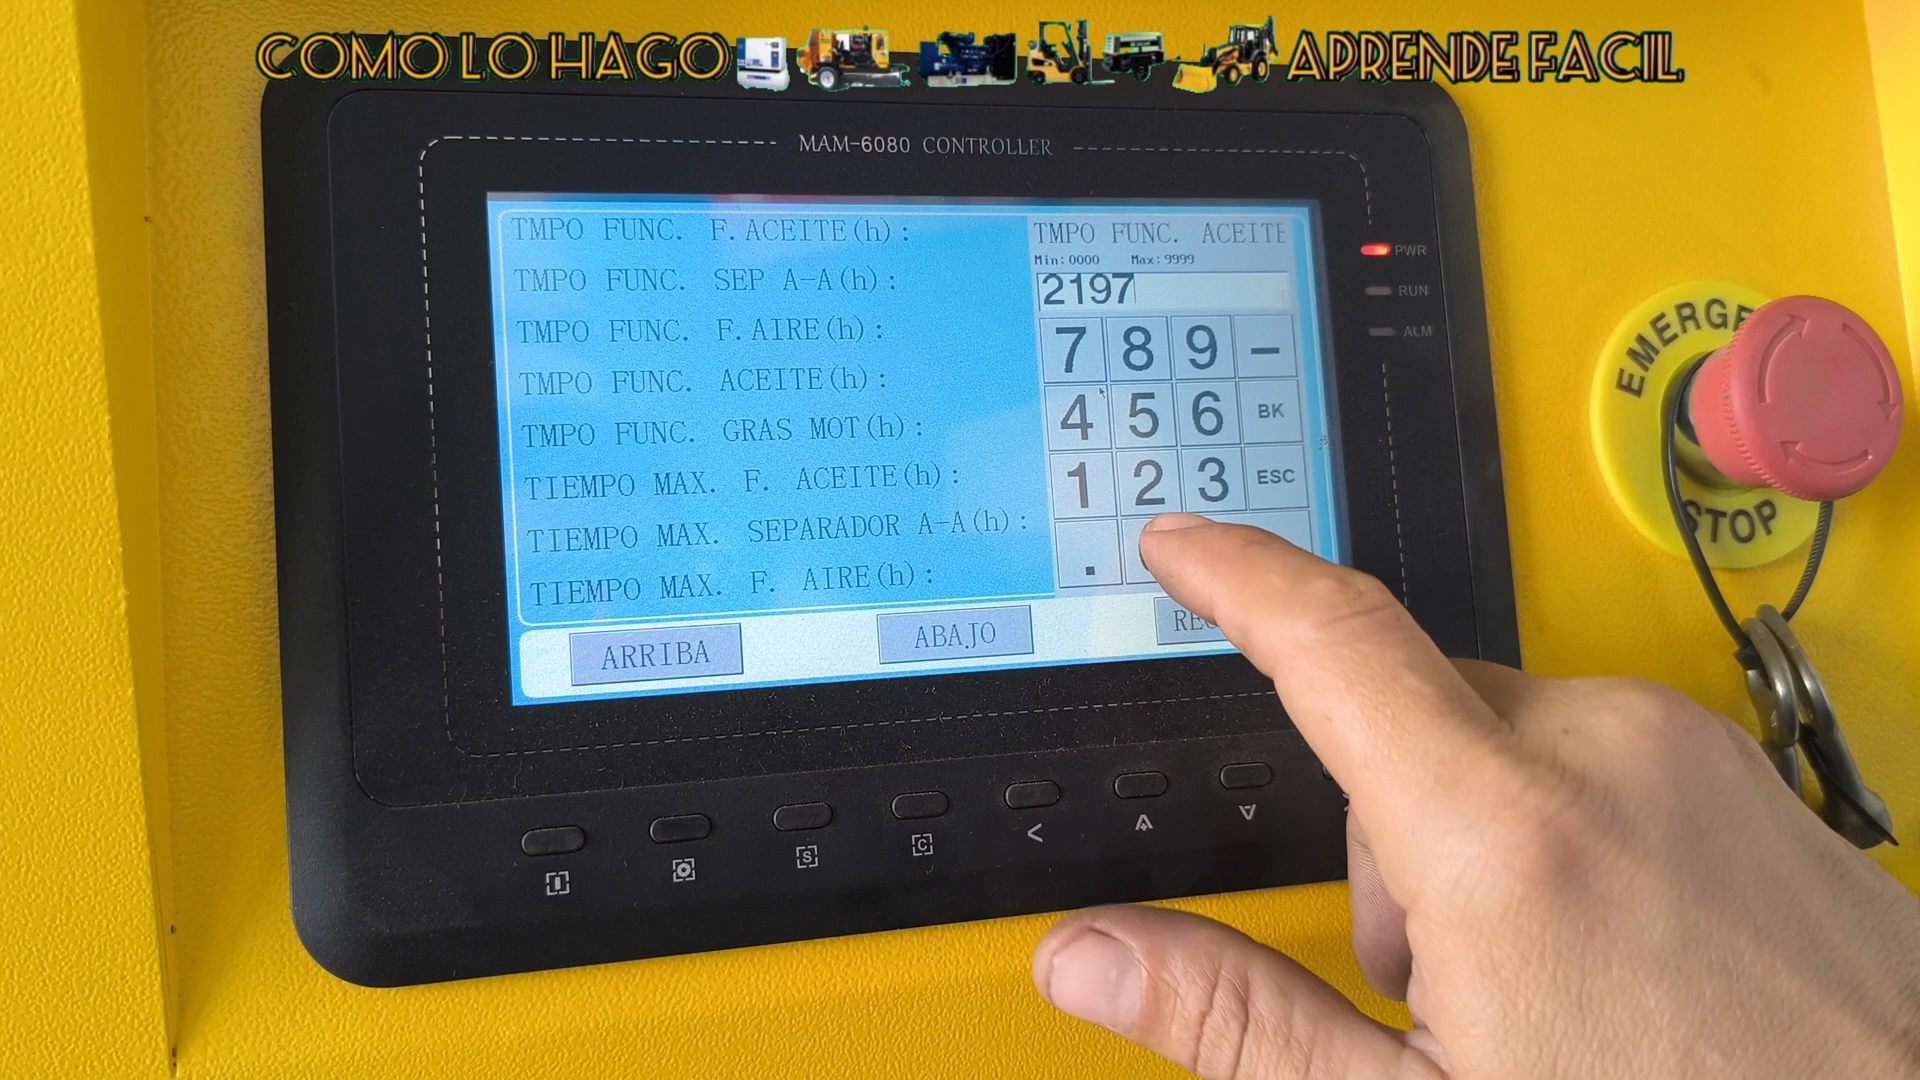 COMO LO HAGO APRENDE FACIL
MAM-6080 CONTROLLER
TMPO FUNC. F.ACEITE(h):
TMPO FUNC. SEP A-A(h):
TMPO FUNC. F.AIRE(h):
TMPO FUNC. ACEITE(h):
TMPO FUNC. GRAS MOT(h):
TIEMPO MAX. F. ACEITE(h):
TIEMPO MAX. SEPARADOR A-A(h):
TIEMPO MAX. F. AIRE(h):
TMPO FUNC. ACEITE
Min:0000 Max:9999
2197
7 8 9 -
4 5 6 BK
1 2 3 ESC
.
ARRIBA ABAJO
PWR
RUN
ALM
S C < 
STOP